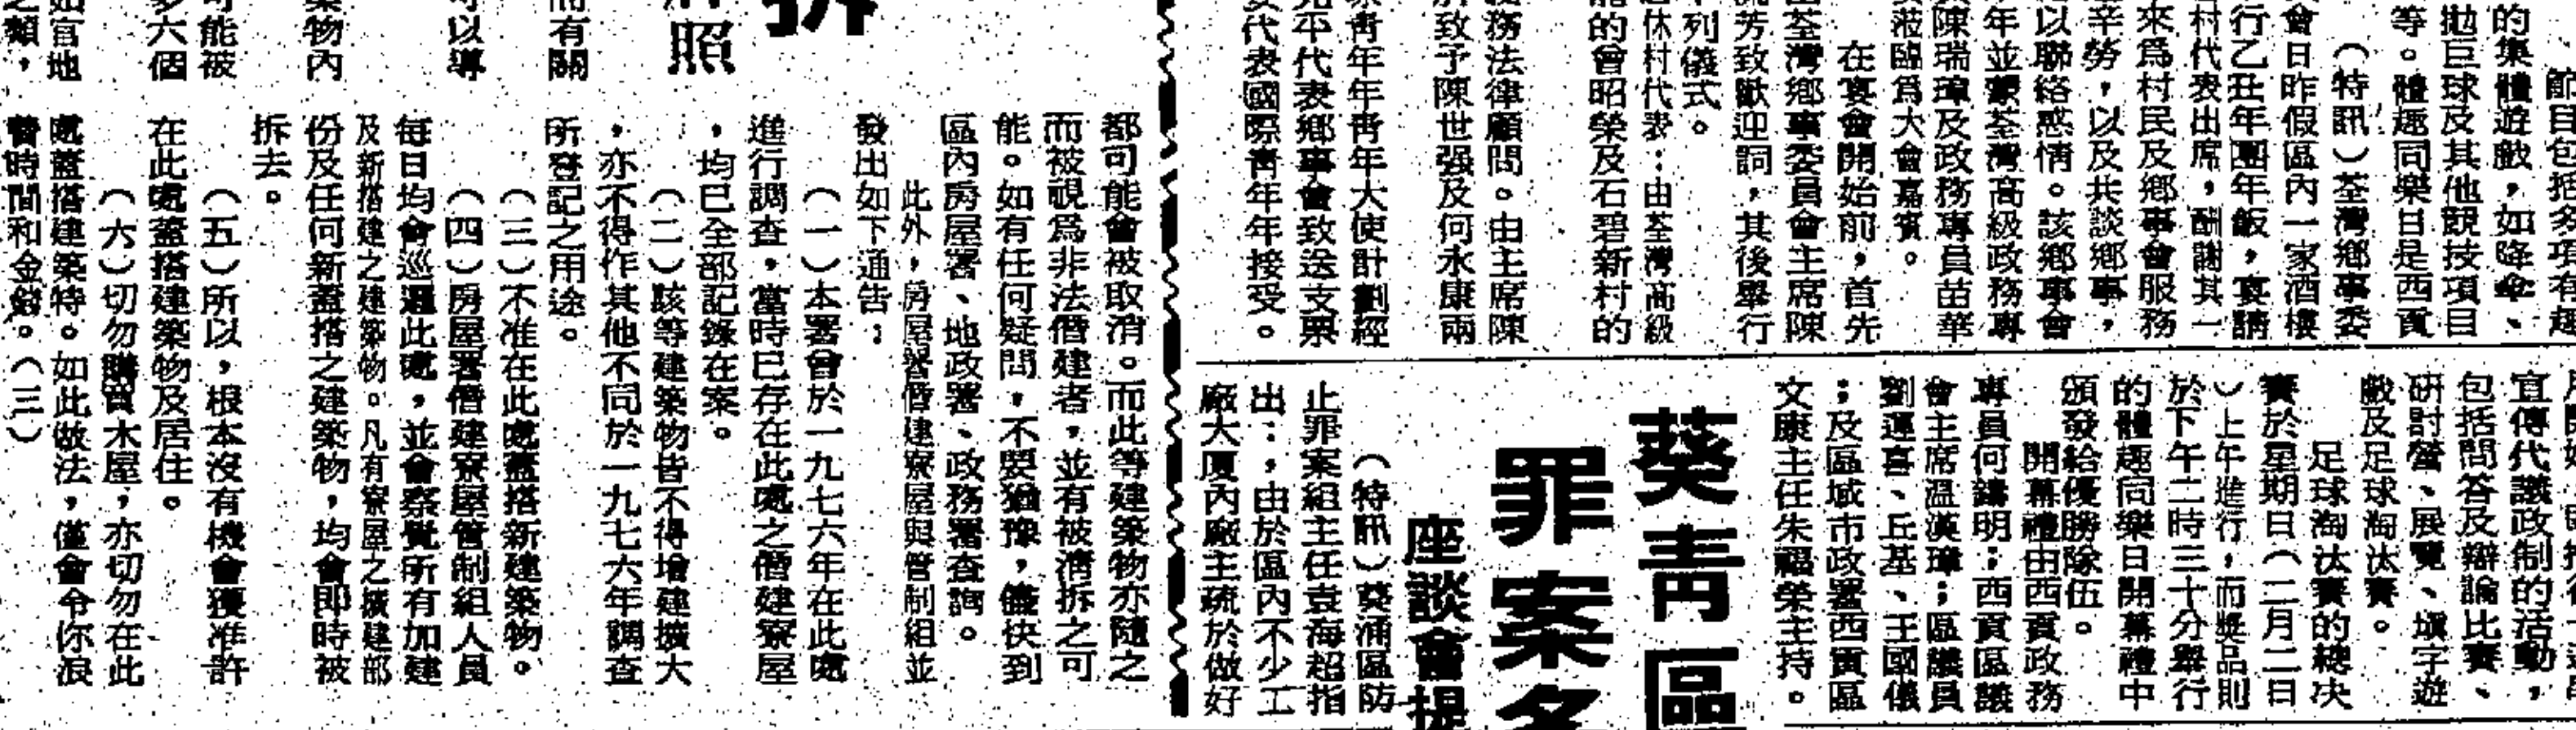 的集體遊戲，如降傘、
拋巨球及其他競技項目
等。體趣同樂日是西貢
（特訊）荃灣鄉事委
會日昨假區內一家酒樓
行乙丑年團年飯，宴請
村代表出席，酬謝其一
來爲村民及鄉事會服務
辛勞，以及共談鄉事，
以聯絡感情。該鄉事會
年並蒙荃灣高級政務專
陳瑞璋及政務專員苗華
蒞臨爲大會嘉賓。
在宴會開始前，首先
荃灣鄉事委員會主席陳
流芳致歡迎詞，其後舉行
列儀式。
休村代表：由荃灣高級
的曾昭榮及石碧新村的
務法律顧問。由主席陳
致予陳世强及何永康兩
青年年青年大使計劃經
平代表鄉事會致送支票
代表國際青年年接受。
宣傳代議政制的活動，
包括問答及辯論比賽、
研討營、展覽、塡字遊
戲及足球淘汰賽。
足球淘汰賽的總决
賽於星期日（二月二日
）上午進行，而獎品則
於下午二時三十分舉行
的體趣同樂日開幕禮中
頒發給優勝隊伍。
開幕禮由西貢政務
專員何鑄明；西貢區議
會主席溫漢璋；區議員
劉運喜、丘基、王國儀
；及區域市政署西貢區
文康主任朱福榮主持。
葵青區
罪案多
座談會提
（特訊）葵涌區防
止罪案組主任袁海超指
出：，由於區內不少工
廠大厦內廠主疏於做好
拆
照
而有關
可以導
築物內
可能被
多六個
如官地
之類，
都可能會被取消。而此等建築物亦隨之
而被視爲非法僭建者，並有被淸拆之可
能。如有任何疑問，不要猶豫，儘快到
區內房屋署、地政署、政務署查詢。
此外，房屋署僭建寮屋與管制組並
發出如下通告：
（一）本署曾於一九七六年在此處
進行調查，當時已存在此處之僭建寮屋
，均已全部記錄在案。
（二）該等建築物皆不得增建擴大
，亦不得作其他不同於一九七六年調查
所登記之用途。
（三）不准在此處蓋搭新建築物。
（四）房屋署僭建寮屋管制組人員
每日均會巡邏此處，並會察覺所有加建
及新搭建之建築物。凡有寮屋之擴建部
份及任何新蓋搭之建築物，均會即時被
拆去。
（五）所以，根本沒有機會獲准許
在此處蓋搭建築物及居住。
（六）切勿購買木屋，亦切勿在此
處蓋搭建築特。如此做法，僅會令你浪
費時間和金錢。（三）